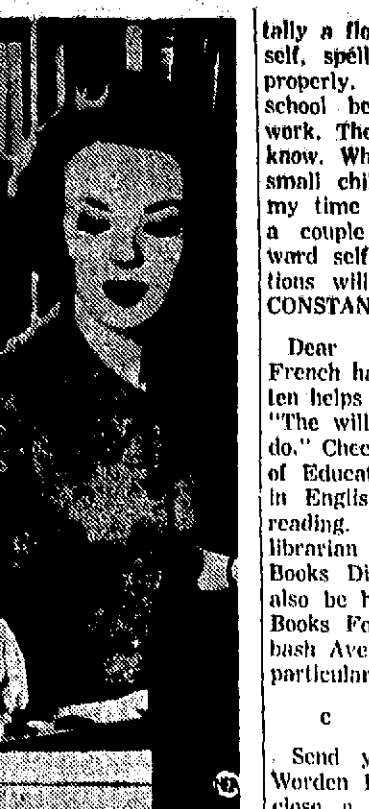 tally a flo
self, spell
properly.
school be
work. The
know. Wh
small chi
my time
a couple
ward self
tions will
CONSTAN
Dear
French ha
ten helps
"The will
do." Chec
of Educat
in Englis
reading.
librarian
Books Di
also be h
Books Fo
bash Ave
particular
c
Send y
Worden
close a